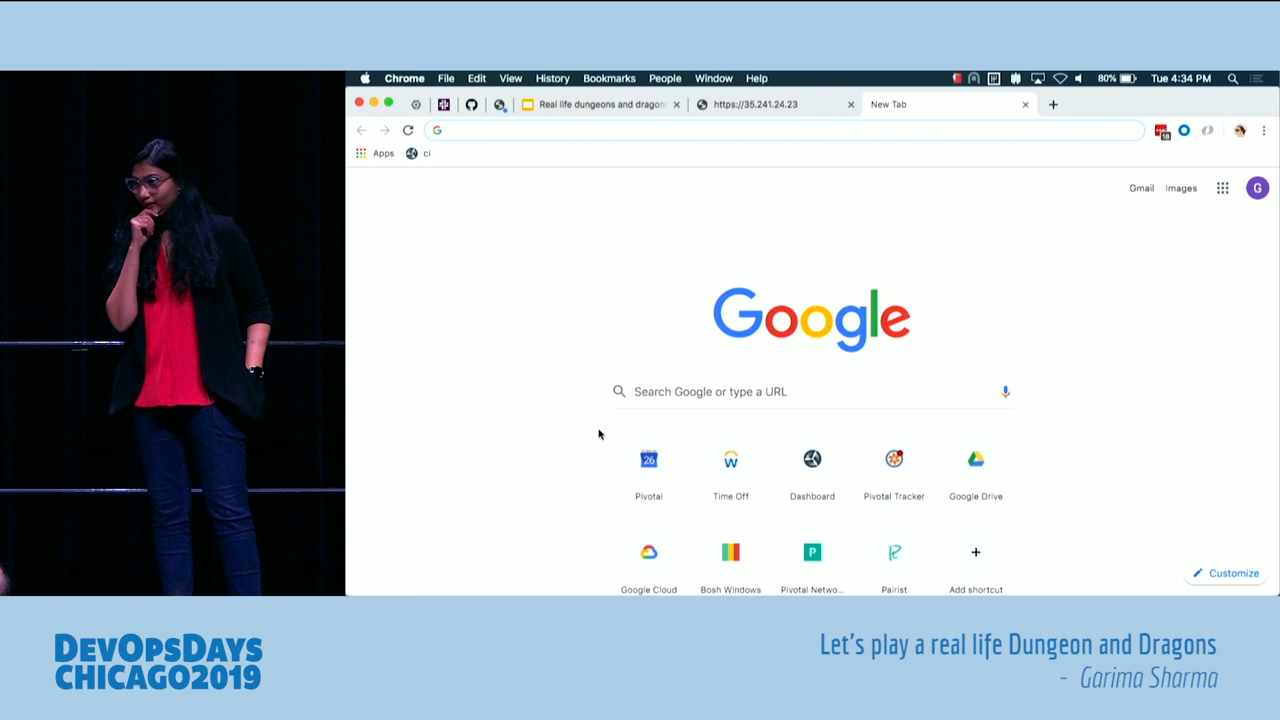 Chrome File Edit View History Bookmarks People Window Help 80% Tue 4:34 PM
Real life dungeons and dragon https://35.241.24.23 New Tab
G
Apps ci
Gmail Images G
Google
Search Google or type a URL
26 W
Pivotal Time Off Dashboard Pivotal Tracker Google Drive
P
Google Cloud Bosh Windows Pivotal Netwo... Pairist Add shortcut
Customize
DEVOPSDAYS
CHICAGO2019
Let's play a real life Dungeon and Dragons
- Garima Sharma